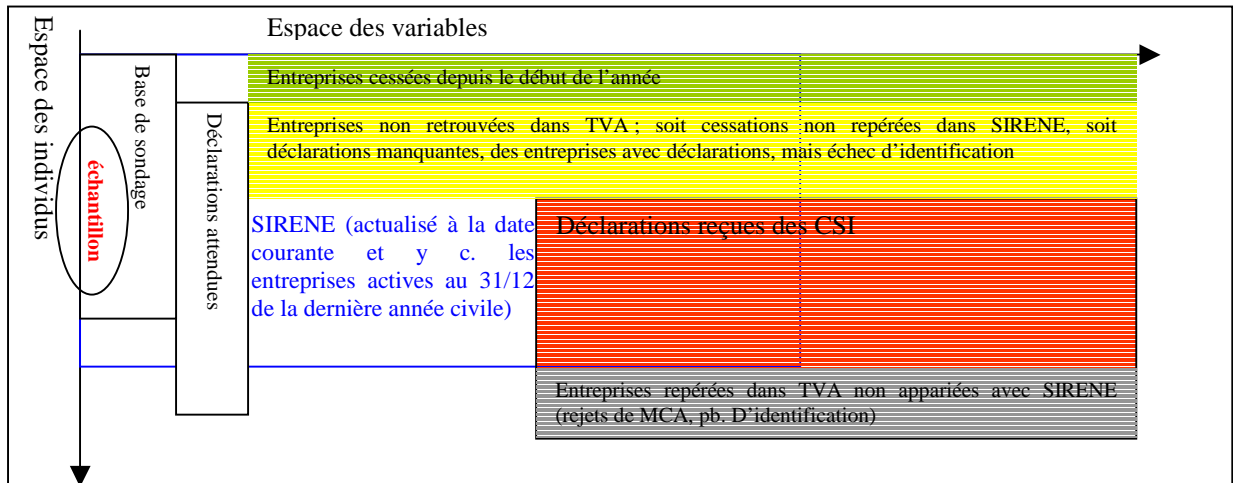 Espace des variables
Espace des individus
Base de sondage
échantillon
Déclarations attendues
Entreprises cessées depuis le début de l'année
Entreprises non retrouvées dans TVA ; soit cessations non repérées dans SIRENE, soit
déclarations manquantes, des entreprises avec déclarations, mais échec d'identification
SIRENE (actualisé à la date
courante et y c. les
entreprises actives au 31/12
de la dernière année civile)
Déclarations reçues des CSI
Entreprises repérées dans TVA non appariées avec SIRENE
(rejets de MCA, pb. D'identification)